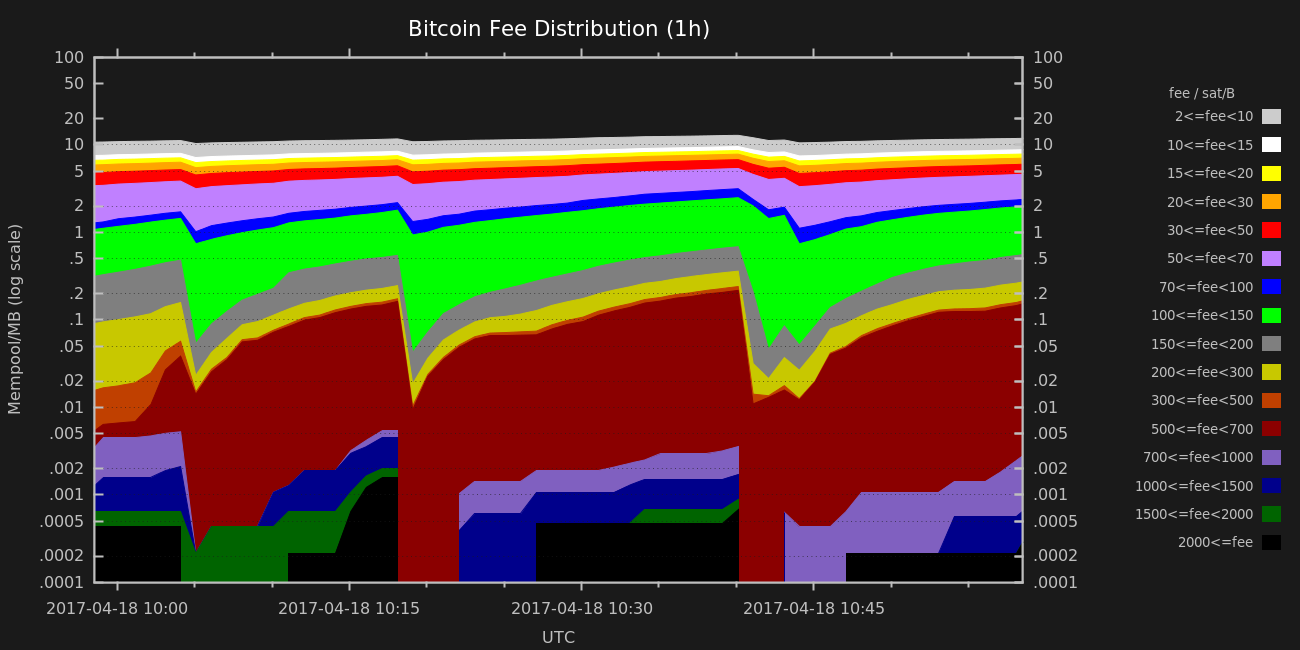 Bitcoin Fee Distribution (1h)
Mempool/MB (log scale)
100
50
20
10
5
2
1
.5
.2
.1
.05
.02
.01
.005
.002
.001
.0005
.0002
.0001
100
50
20
10
5
2
1
.5
.2
.1
.05
.02
.01
.005
.002
.001
.0005
.0002
.0001
2017-04-18 10:00
2017-04-18 10:15
2017-04-18 10:30
2017-04-18 10:45
UTC
fee / sat/B
2<=fee<10
10<=fee<15
15<=fee<20
20<=fee<30
30<=fee<50
50<=fee<70
70<=fee<100
100<=fee<150
150<=fee<200
200<=fee<300
300<=fee<500
500<=fee<700
700<=fee<1000
1000<=fee<1500
1500<=fee<2000
2000<=fee